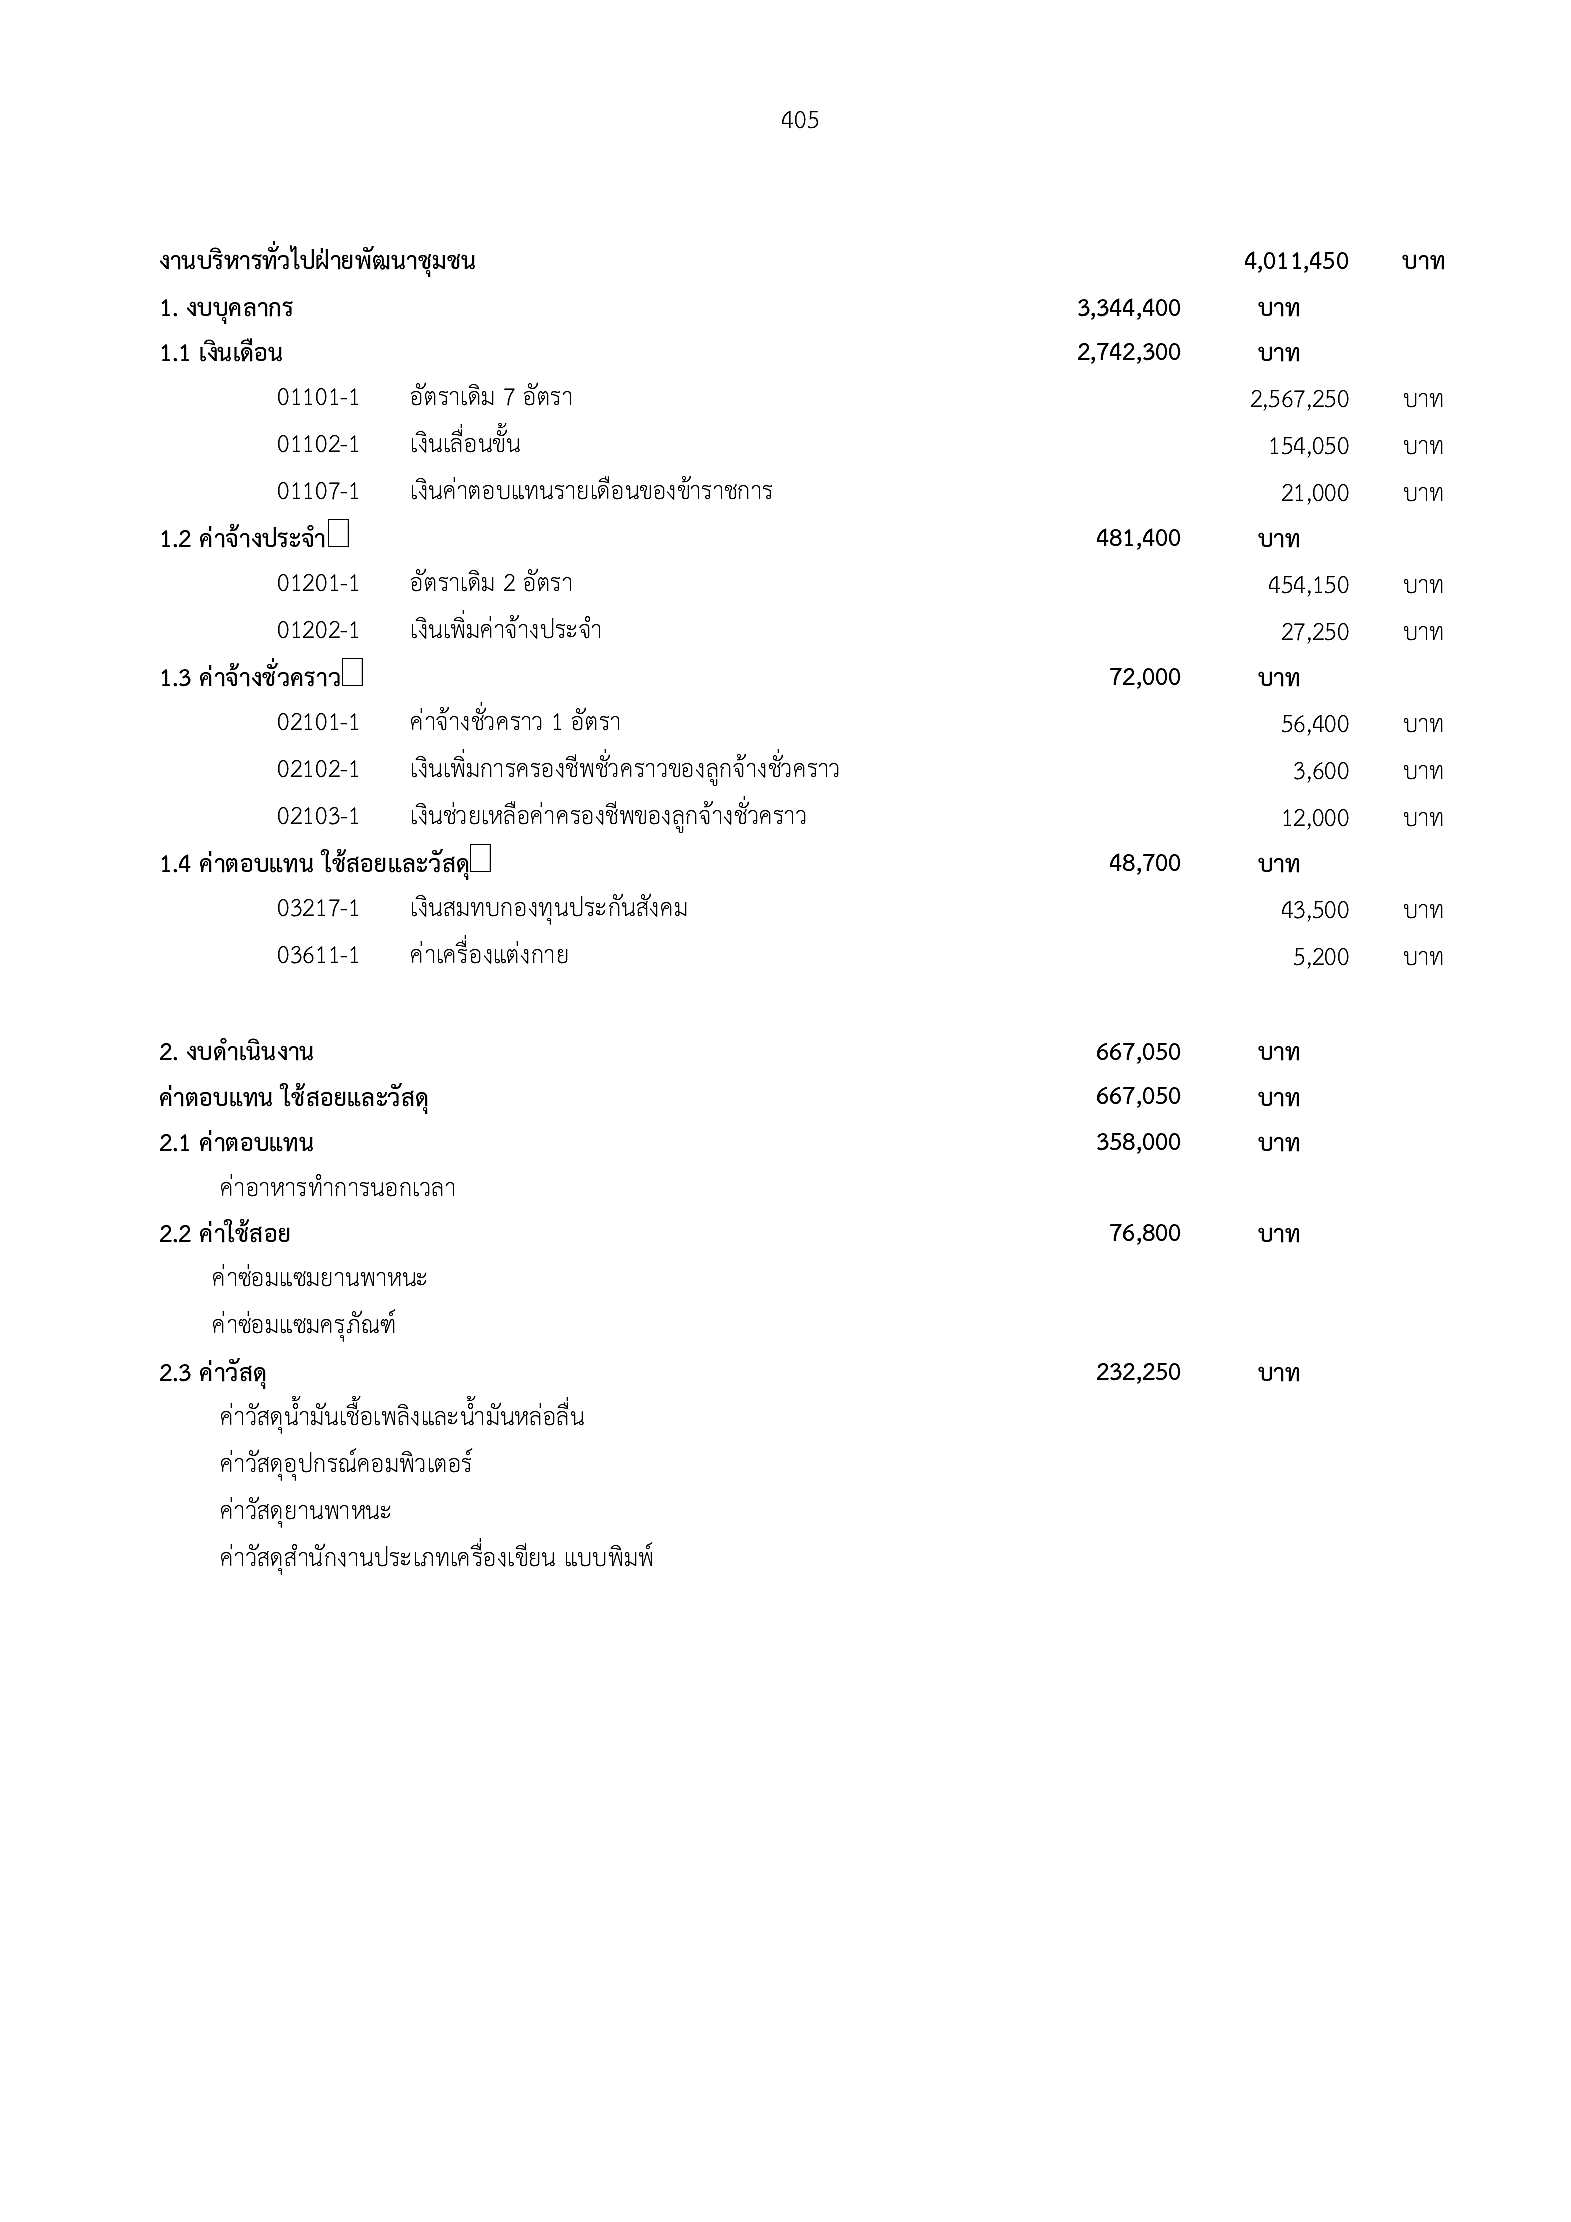 405
งานบริหารทั่วไปฝ่ายพัฒนาชุมชน 4,011,450 บาท
1. งบบุคลากร 3,344,400 บาท
1.1 เงินเดือน 2,742,300 บาท
01101-1 อัตราเดิม 7 อัตรา 2,567,250 บาท
01102-1 เงินเลื่อนขั้น 154,050 บาท
01107-1 เงินค่าตอบแทนรายเดือนของข้าราชการ 21,000 บาท
1.2 ค่าจ้างประจำ 481,400 บาท
01201-1 อัตราเดิม 2 อัตรา 454,150 บาท
01202-1 เงินเพิ่มค่าจ้างประจำ 27,250 บาท
1.3 ค่าจ้างชั่วคราว 72,000 บาท
02101-1 ค่าจ้างชั่วคราว 1 อัตรา 56,400 บาท
02102-1 เงินเพิ่มการครองชีพชั่วคราวของลูกจ้างชั่วคราว 3,600 บาท
02103-1 เงินช่วยเหลือค่าครองชีพของลูกจ้างชั่วคราว 12,000 บาท
1.4 ค่าตอบแทน ใช้สอยและวัสดุ 48,700 บาท
03217-1 เงินสมทบกองทุนประกันสังคม 43,500 บาท
03611-1 ค่าเครื่องแต่งกาย 5,200 บาท
2. งบดำเนินงาน 667,050 บาท
ค่าตอบแทน ใช้สอยและวัสดุ 667,050 บาท
2.1 ค่าตอบแทน 358,000 บาท
ค่าอาหารทำการนอกเวลา
2.2 ค่าใช้สอย 76,800 บาท
ค่าซ่อมแซมยานพาหนะ
ค่าซ่อมแซมครุภัณฑ์
2.3 ค่าวัสดุ 232,250 บาท
ค่าวัสดุน้ำมันเชื้อเพลิงและน้ำมันหล่อลื่น
ค่าวัสดุอุปกรณ์คอมพิวเตอร์
ค่าวัสดุยานพาหนะ
ค่าวัสดุสำนักงานประเภทเครื่องเขียน แบบพิมพ์